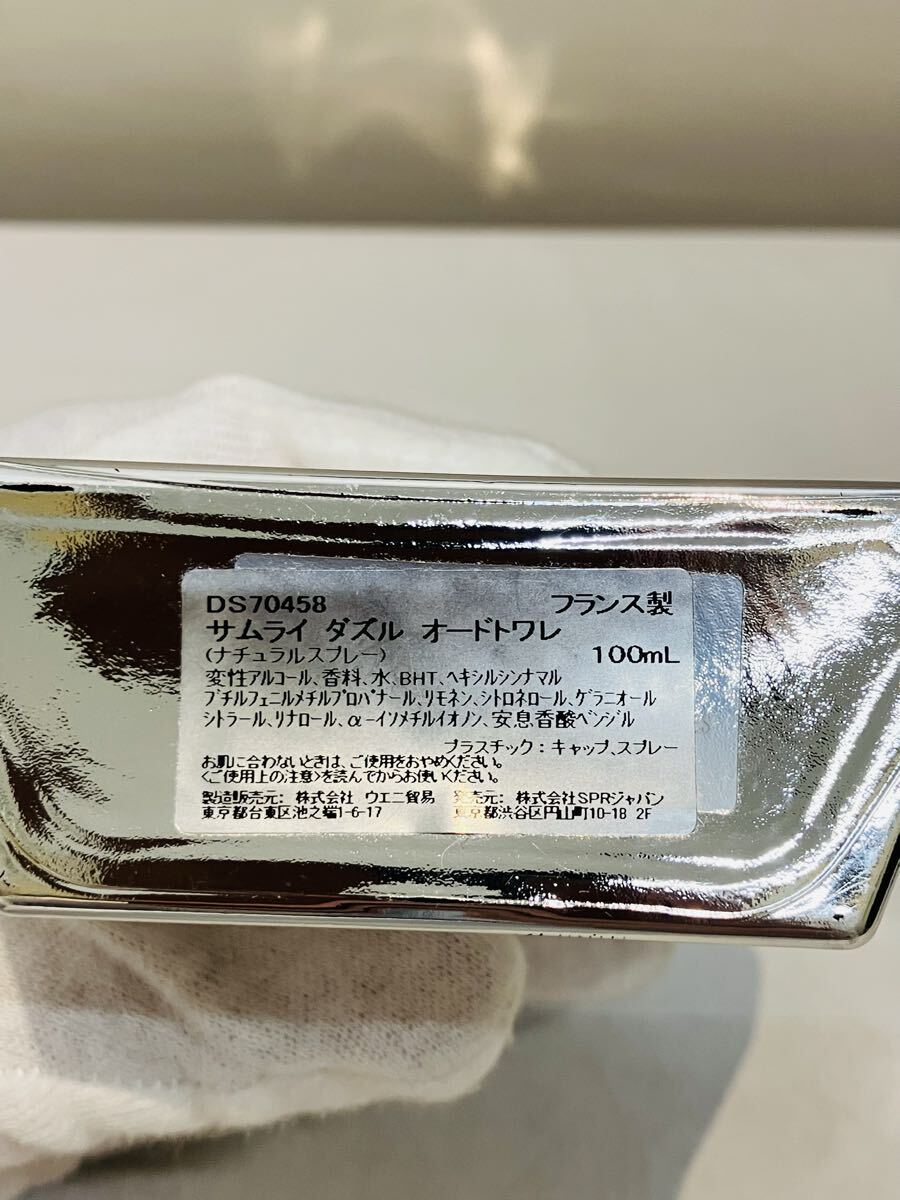 DS70458 フランス製
サムライ ダズル オードトワレ
(ナチュラルスプレー) 100mL
変性アルコール、香料、水、BHT、ヘキシルシンナマル
ブチルフェニルメチルプロパナール、リモネン、シトロネロール、ゲラニオール
シトラール、リナロール、α-イソメチルイオノン、安息香酸ベンジル
プラスチック：キャップ、スプレー
お肌に合わないときは、ご使用をおやめください。
〈ご使用上の注意〉を読んでからお使いください。
製造販売元： 株式会社 ウエニ貿易 発売元： 株式会社SPRジャパン
東京都台東区池之端1-6-17 東京都渋谷区円山町10-18 2F